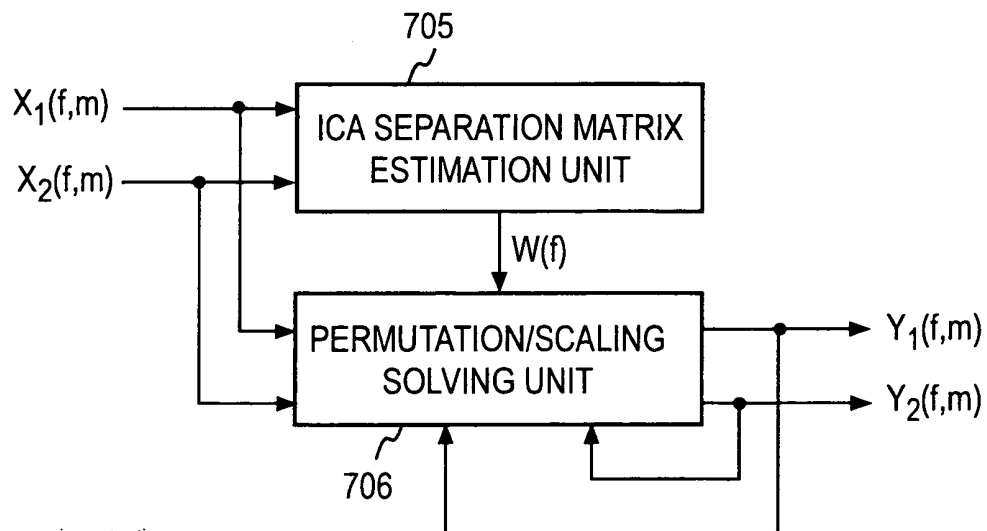 705
X1(f,m)
ICA SEPARATION MATRIX
ESTIMATION UNIT
X2(f,m)
W(f)
PERMUTATION/SCALING
SOLVING UNIT
Y1(f,m)
Y2(f,m)
706